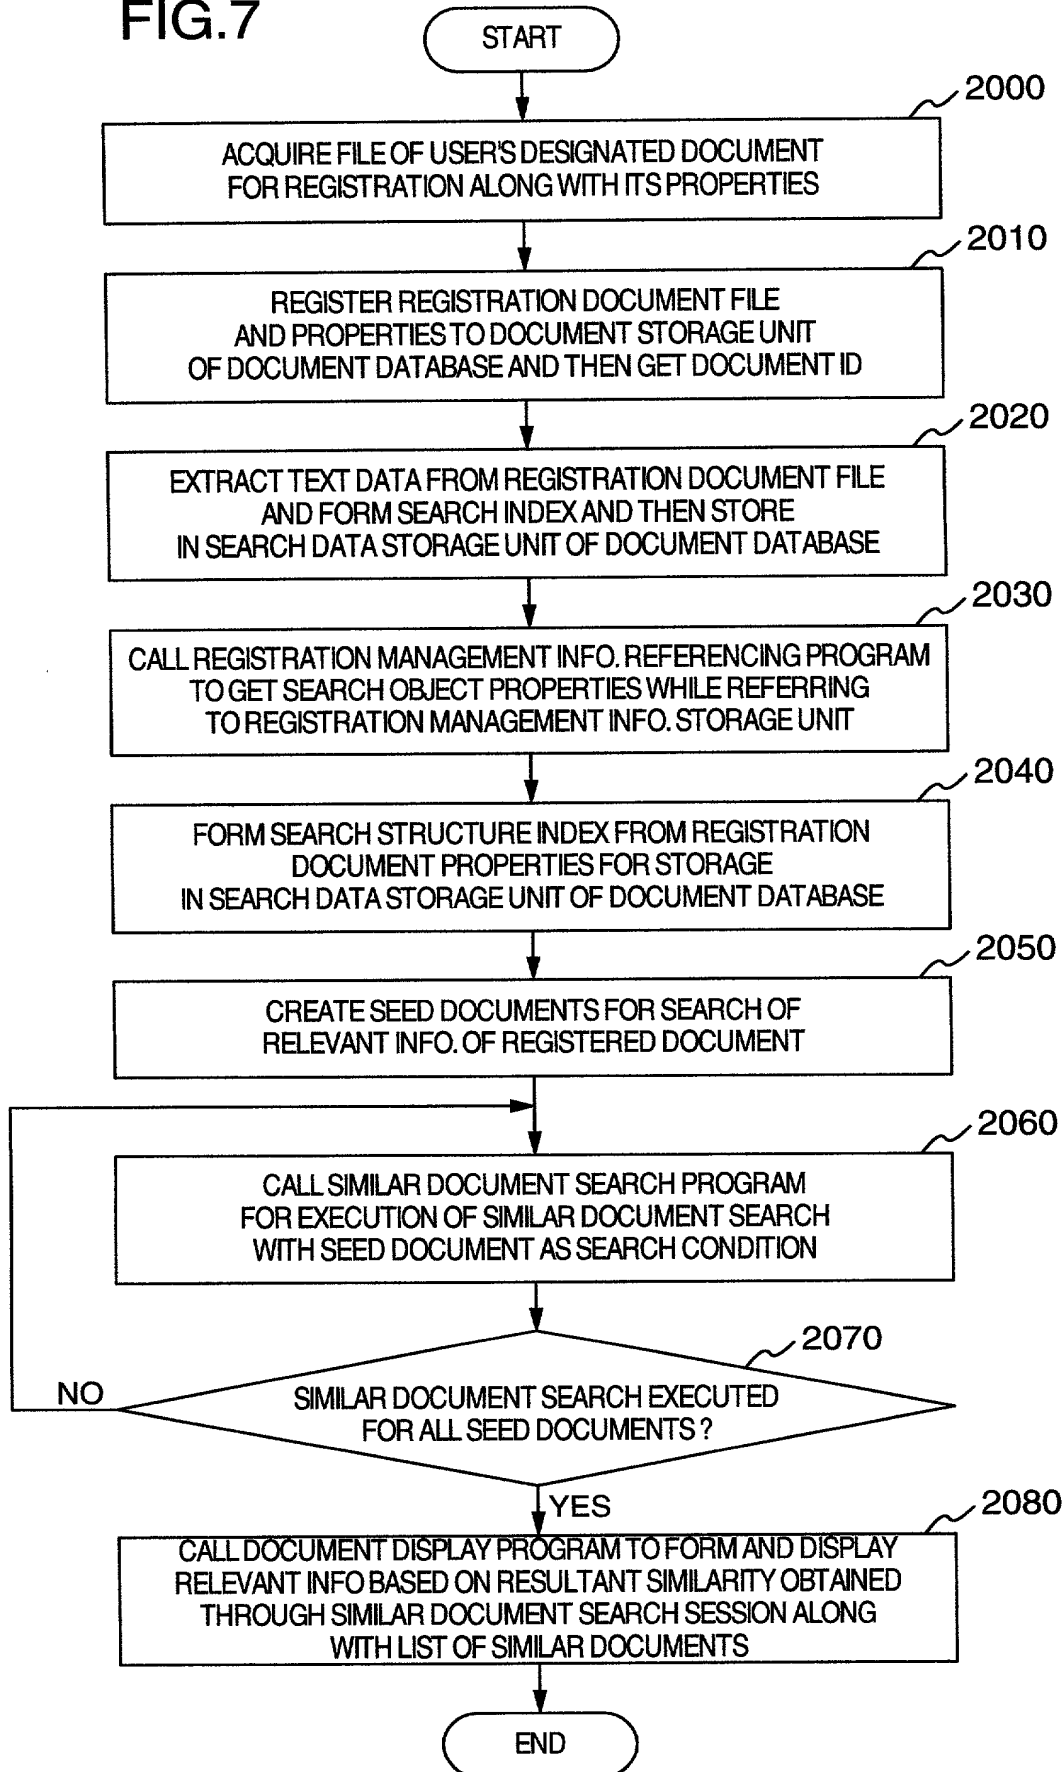 FIG.7
START
2000
ACQUIRE FILE OF USER'S DESIGNATED DOCUMENT
FOR REGISTRATION ALONG WITH ITS PROPERTIES
2010
REGISTER REGISTRATION DOCUMENT FILE
AND PROPERTIES TO DOCUMENT STORAGE UNIT
OF DOCUMENT DATABASE AND THEN GET DOCUMENT ID
2020
EXTRACT TEXT DATA FROM REGISTRATION DOCUMENT FILE
AND FORM SEARCH INDEX AND THEN STORE
IN SEARCH DATA STORAGE UNIT OF DOCUMENT DATABASE
2030
CALL REGISTRATION MANAGEMENT INFO. REFERENCING PROGRAM
TO GET SEARCH OBJECT PROPERTIES WHILE REFERRING
TO REGISTRATION MANAGEMENT INFO. STORAGE UNIT
2040
FORM SEARCH STRUCTURE INDEX FROM REGISTRATION
DOCUMENT PROPERTIES FOR STORAGE
IN SEARCH DATA STORAGE UNIT OF DOCUMENT DATABASE
2050
CREATE SEED DOCUMENTS FOR SEARCH OF
RELEVANT INFO. OF REGISTERED DOCUMENT
2060
CALL SIMILAR DOCUMENT SEARCH PROGRAM
FOR EXECUTION OF SIMILAR DOCUMENT SEARCH
WITH SEED DOCUMENT AS SEARCH CONDITION
2070
NO
SIMILAR DOCUMENT SEARCH EXECUTED
FOR ALL SEED DOCUMENTS ?
YES
2080
CALL DOCUMENT DISPLAY PROGRAM TO FORM AND DISPLAY
RELEVANT INFO BASED ON RESULTANT SIMILARITY OBTAINED
THROUGH SIMILAR DOCUMENT SEARCH SESSION ALONG
WITH LIST OF SIMILAR DOCUMENTS
END